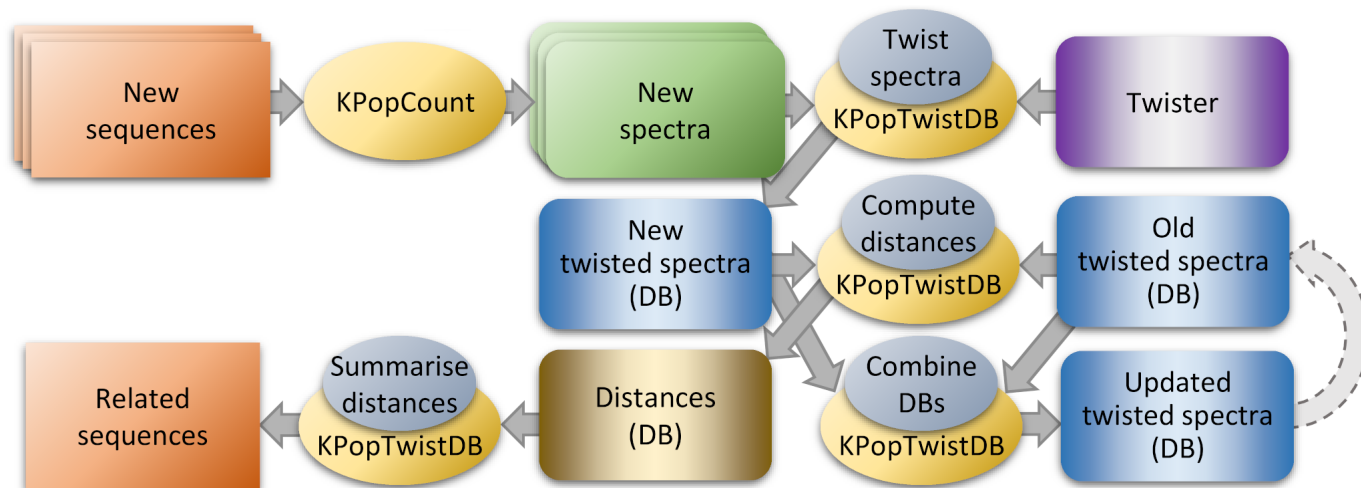 New
sequences
KPopCount
New
spectra
Twist
spectra
KPopTwistDB
Twister
New
twisted spectra
(DB)
Compute
distances
KPopTwistDB
Old
twisted spectra
(DB)
Related
sequences
Summarise
distances
KPopTwistDB
Distances
(DB)
Combine
DBs
KPopTwistDB
Updated
twisted spectra
(DB)